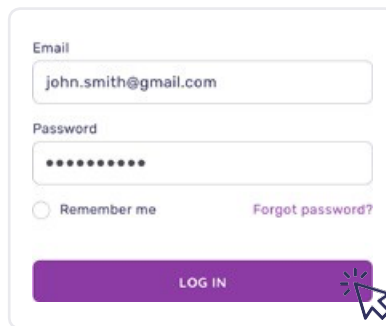 Email
john.smith@gmail.com
Password
••••••••••
Remember me
Forgot password?
LOG IN